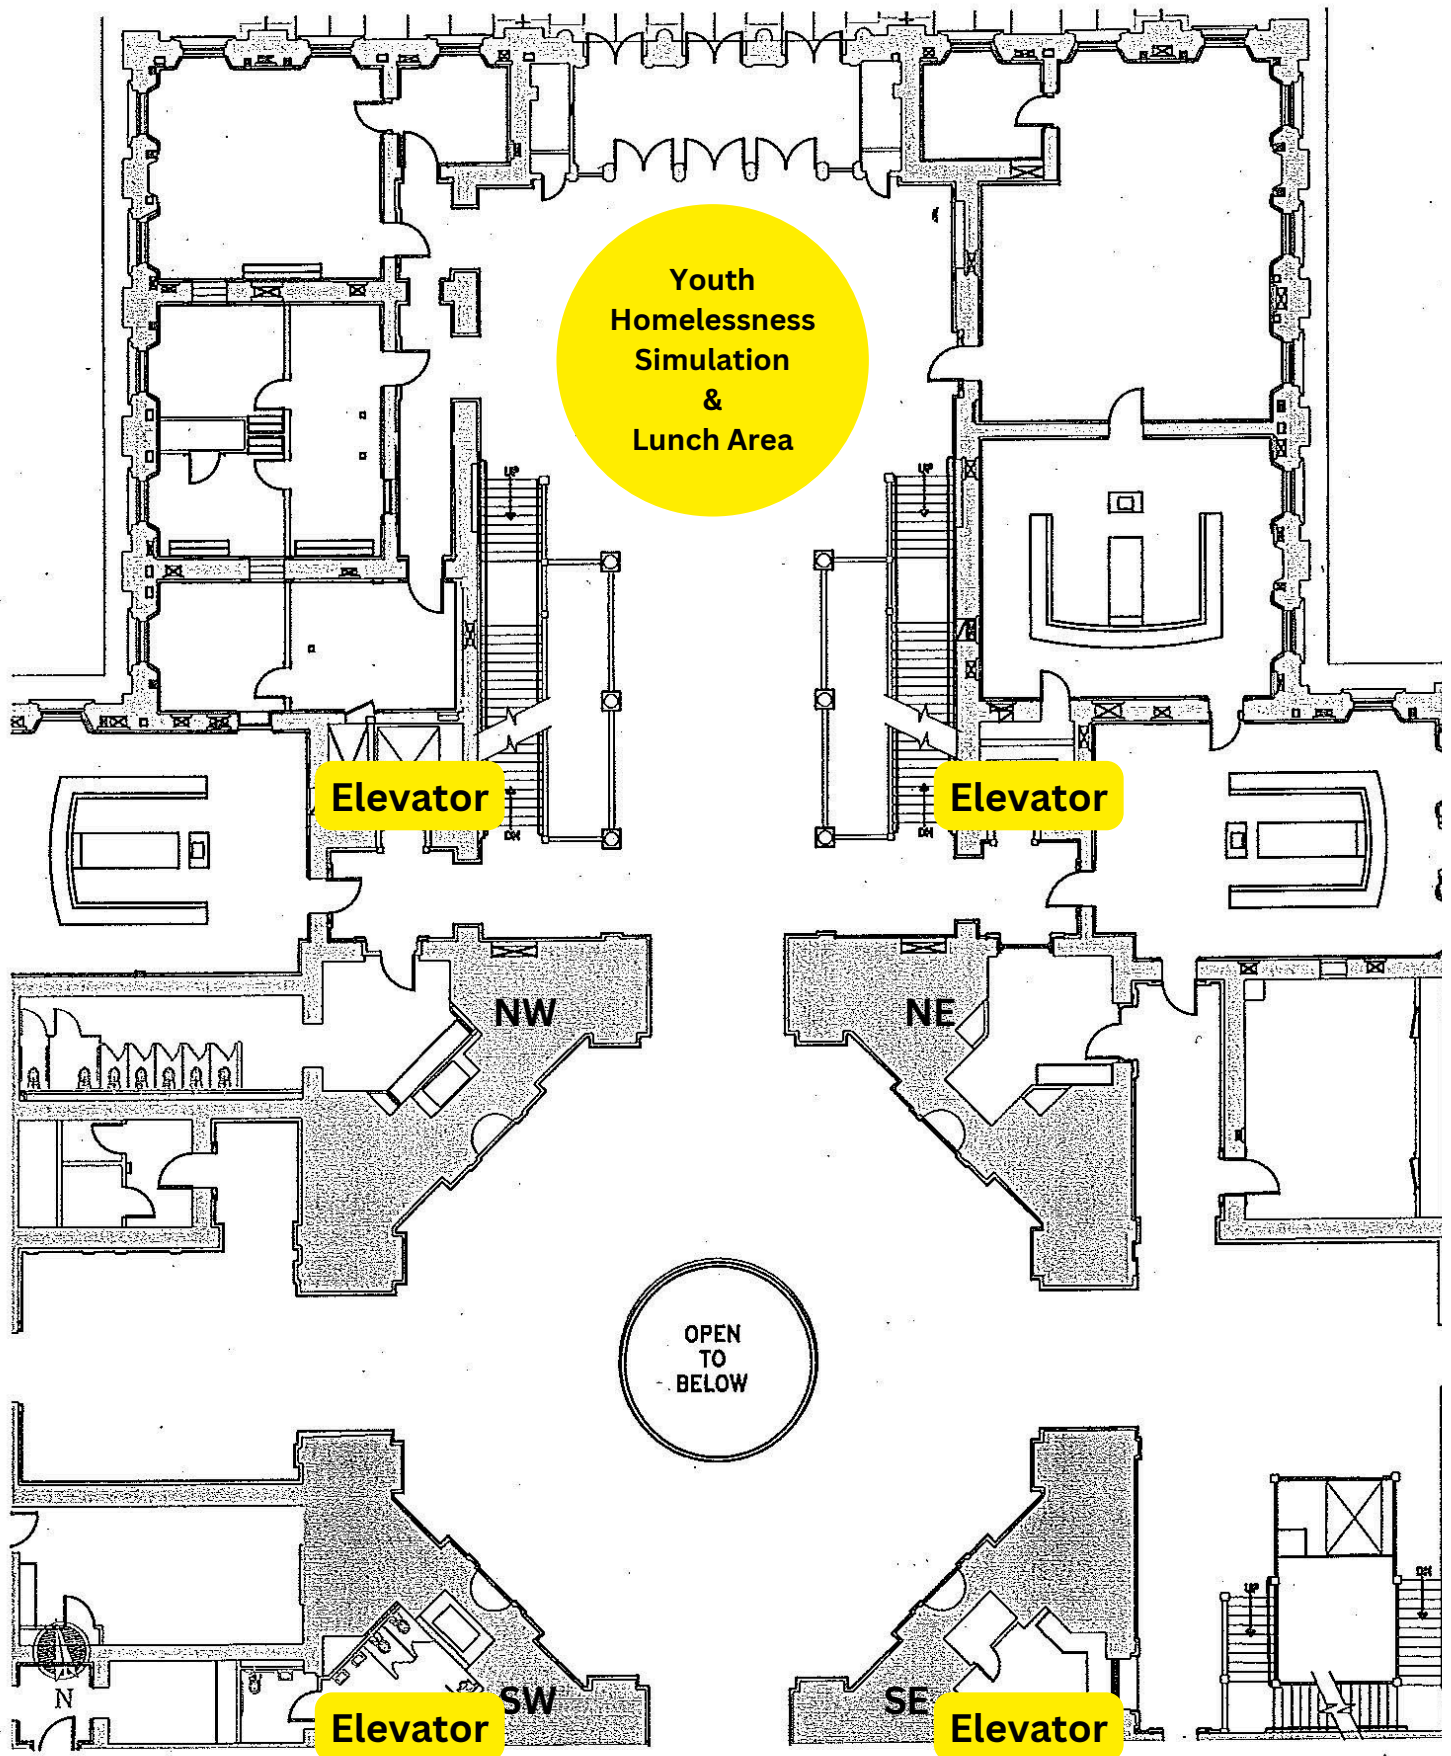 Youth
Homelessness
Simulation
&
Lunch Area
UP
UP
Elevator
Elevator
DN
DN
NW
NE
OPEN
TO
BELOW
DN
UP
N
SW
SE
Elevator
Elevator